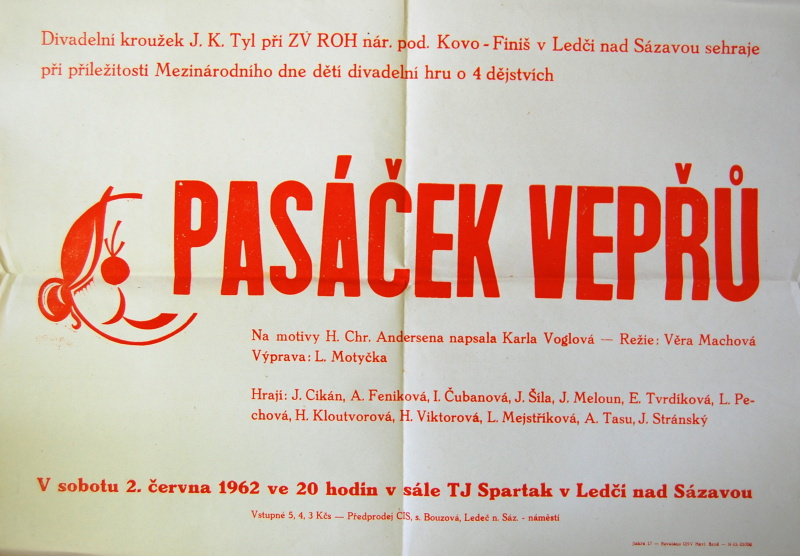 Divadelní kroužek J. K. Tyl při ZV ROH nár. pod. Kovo - Finiš v Ledči nad Sázavou sehraje
při příležitosti Mezinárodního dne dětí divadelní hru o 4 dějstvích
PASÁČEK VEPŘŮ
Na motivy H. Chr. Andersena napsala Karla Voglová — Režie: Věra Machová
Výprava: L. Motyčka
Hrají: J. Cikán, A. Feniková, I. Čubanová, J. Šíla, J. Meloun, E. Tvrdíková, L. Pe-
chová, H. Kloutvorová, H. Viktorová, L. Mejstříková, A. Tasu, J. Stránský
V sobotu 2. června 1962 ve 20 hodin v sále TJ Spartak v Ledči nad Sázavou
Vstupné 5, 4, 3 Kčs — Předprodej ČIS, s. Bouzová, Ledeč n. Sáz. - náměstí